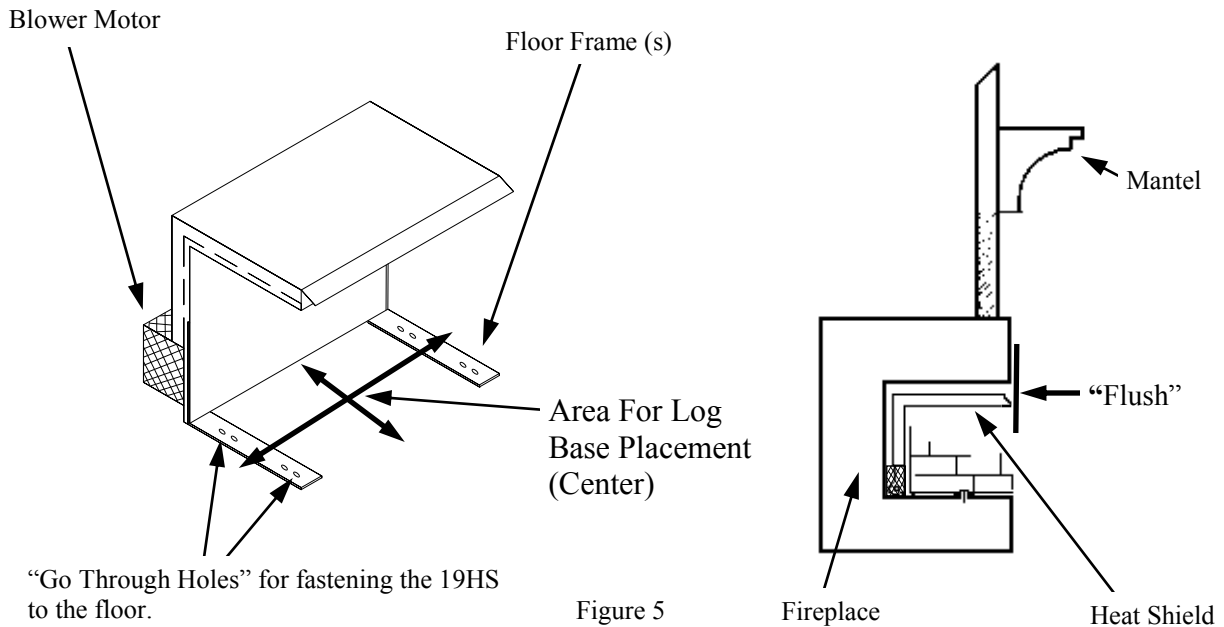 Blower Motor
Floor Frame (s)
Mantel
“Flush”
Area For Log
Base Placement
(Center)
“Go Through Holes” for fastening the 19HS
to the floor.
Figure 5
Fireplace
Heat Shield